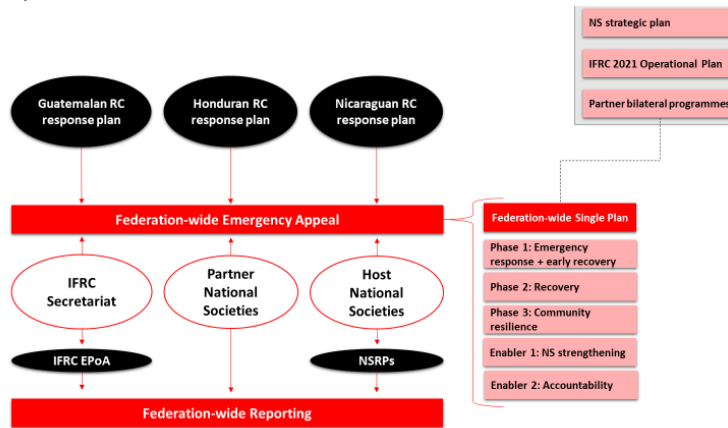 NS strategic plan
IFRC 2021 Operational Plan
Partner bilateral programmes
Guatemalan RC
response plan
Honduran RC
response plan
Nicaraguan RC
response plan
Federation-wide Emergency Appeal
Federation-wide Single Plan
Phase 1: Emergency
response + early recovery
Phase 2: Recovery
Phase 3: Community
resilience
Enabler 1: NS strengthening
Enabler 2: Accountability
IFRC
Secretariat
Partner
National
Societies
Host
National
Societies
IFRC EPoA
NSRPs
Federation-wide Reporting